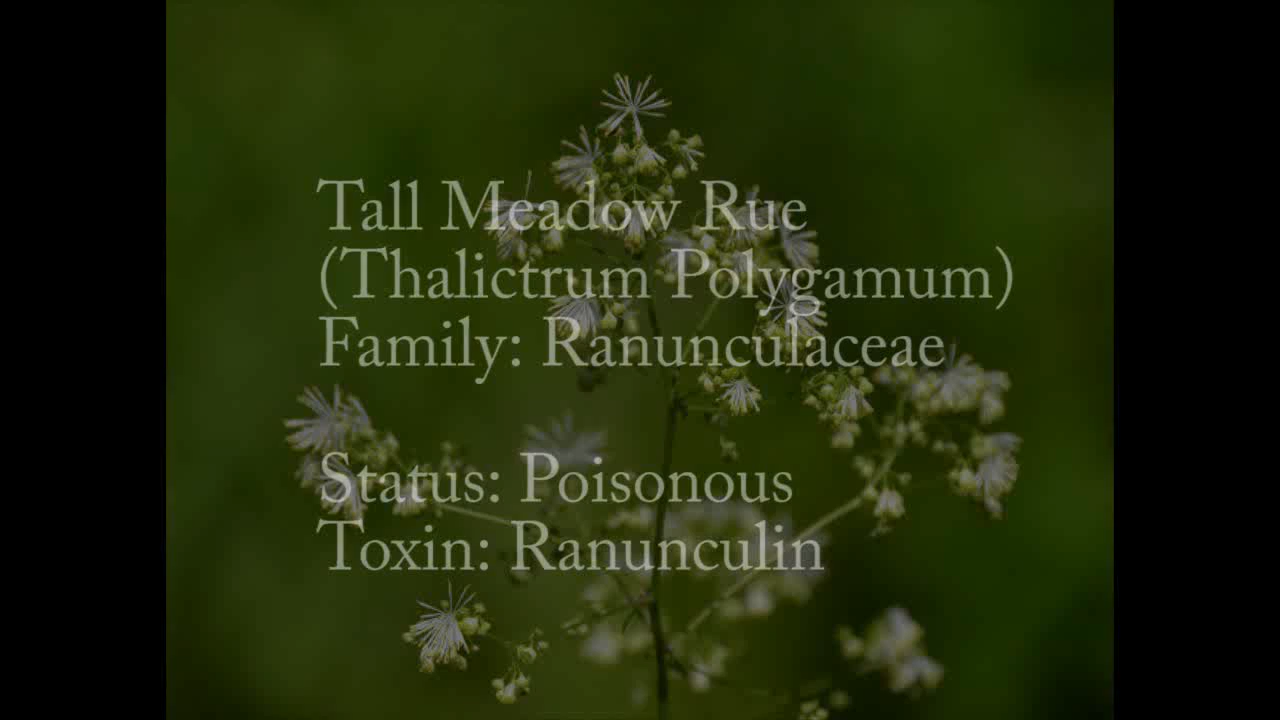 Tall Meadow Rue
(Thalictrum Polygamum)
Family: Ranunculaceae
Status: Poisonous
Toxin: Ranunculin